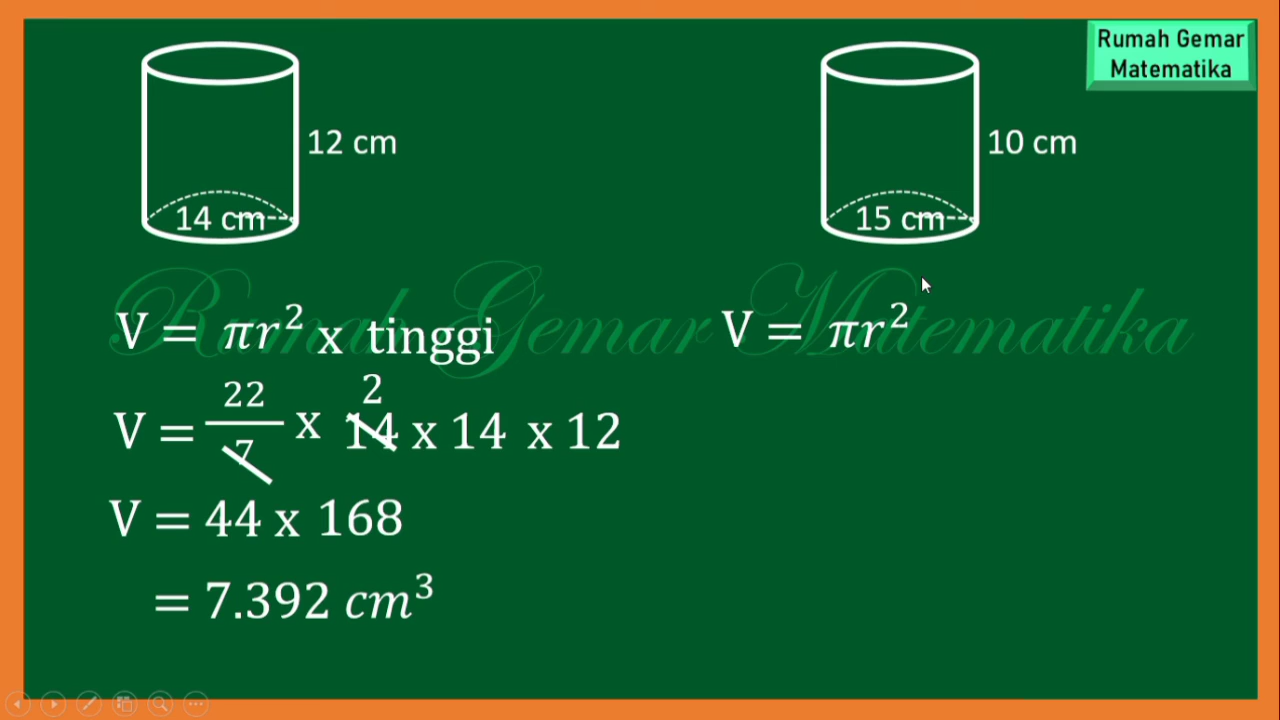 Rumah Gemar
Matematika
12 cm
14 cm
10 cm
15 cm
Rumah Gemar Matematika
V = πr² x tinggi
V = 22/7 x 14 x 14 x 12
2
V = 44 x 168
= 7.392 cm³
V = πr²